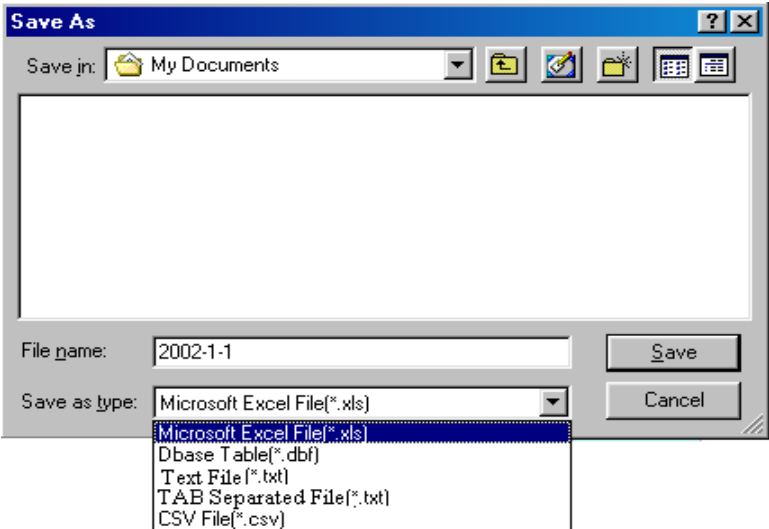 Save As
Save in: My Documents
File name: 2002-1-1
Save
Save as type: Microsoft Excel File(*.xls)
Cancel
Microsoft Excel File(*.xls)
Dbase Table(*.dbf)
Text File(*.txt)
TAB Separated File(*.txt)
CSV File(*.csv)